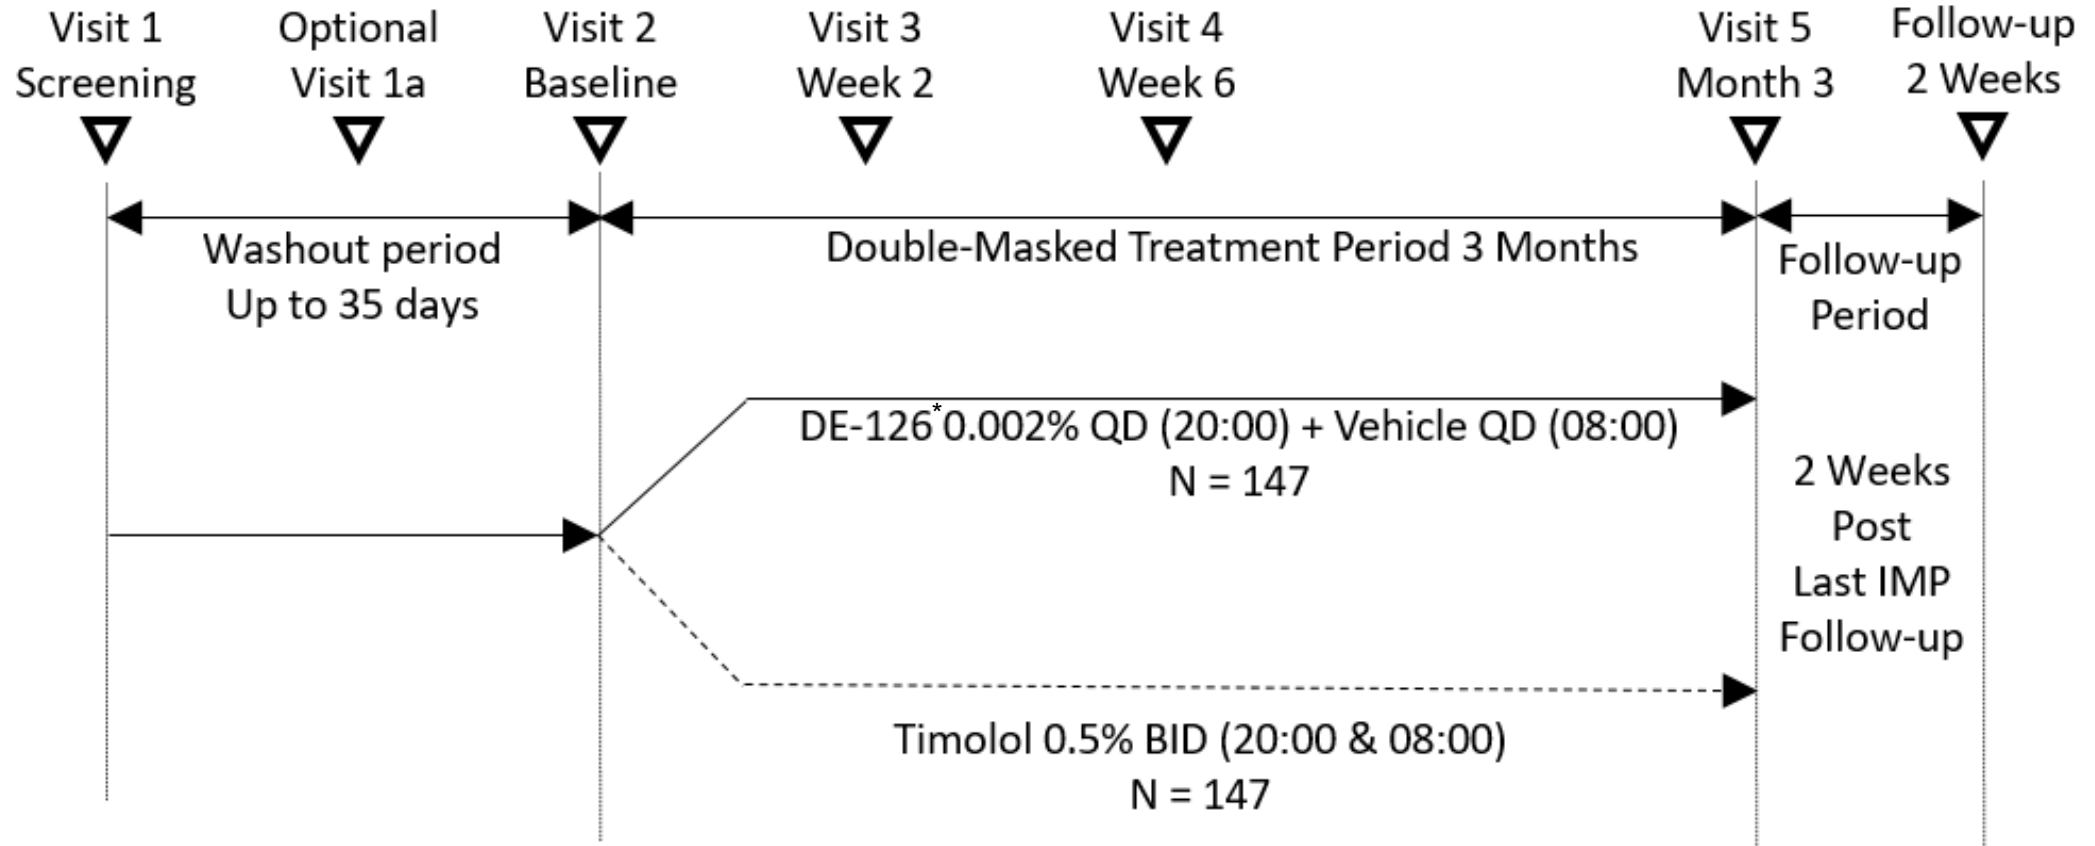 Visit 1
Screening
Optional
Visit 1a
Visit 2
Baseline
Visit 3
Week 2
Visit 4
Week 6
Visit 5
Month 3
Follow-up
2 Weeks
Washout period
Up to 35 days
Double-Masked Treatment Period 3 Months
Follow-up
Period
DE-126*0.002% QD (20:00) + Vehicle QD (08:00)
N = 147
2 Weeks
Post
Last IMP
Follow-up
Timolol 0.5% BID (20:00 & 08:00)
N = 147